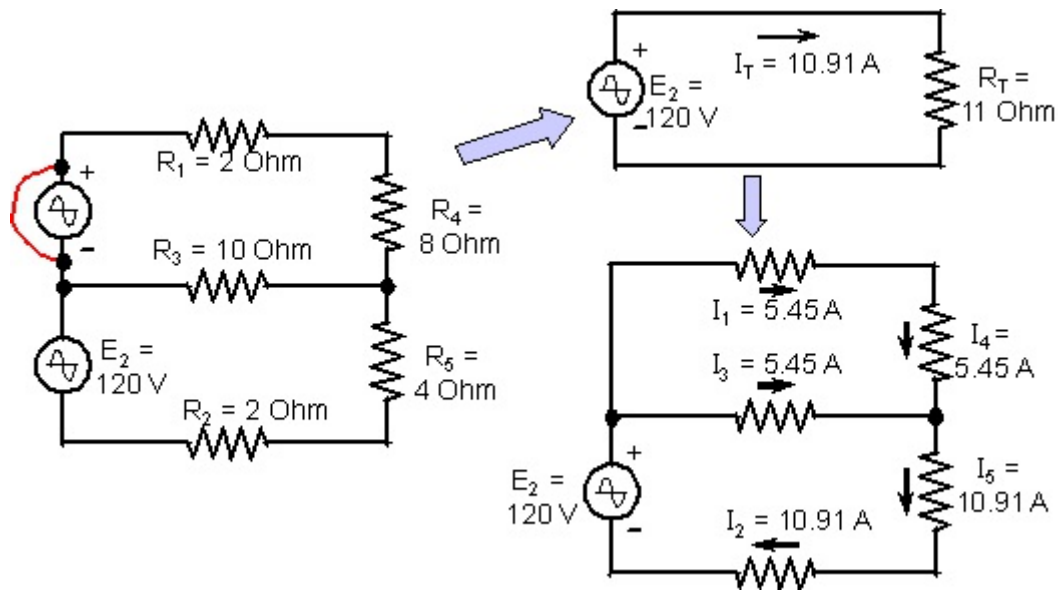 +
R₁ = 2 Ohm
-
R₄ =
8 Ohm
R₃ = 10 Ohm
E₂ =
120 V
R₅ =
4 Ohm
R₂ = 2 Ohm
+
E₂ =
120 V
-
I_T = 10.91 A
R_T =
11 Ohm
I₁ = 5.45 A
I₄ =
5.45 A
I₃ = 5.45 A
+
E₂ =
120 V
-
I₅ =
10.91 A
I₂ = 10.91 A